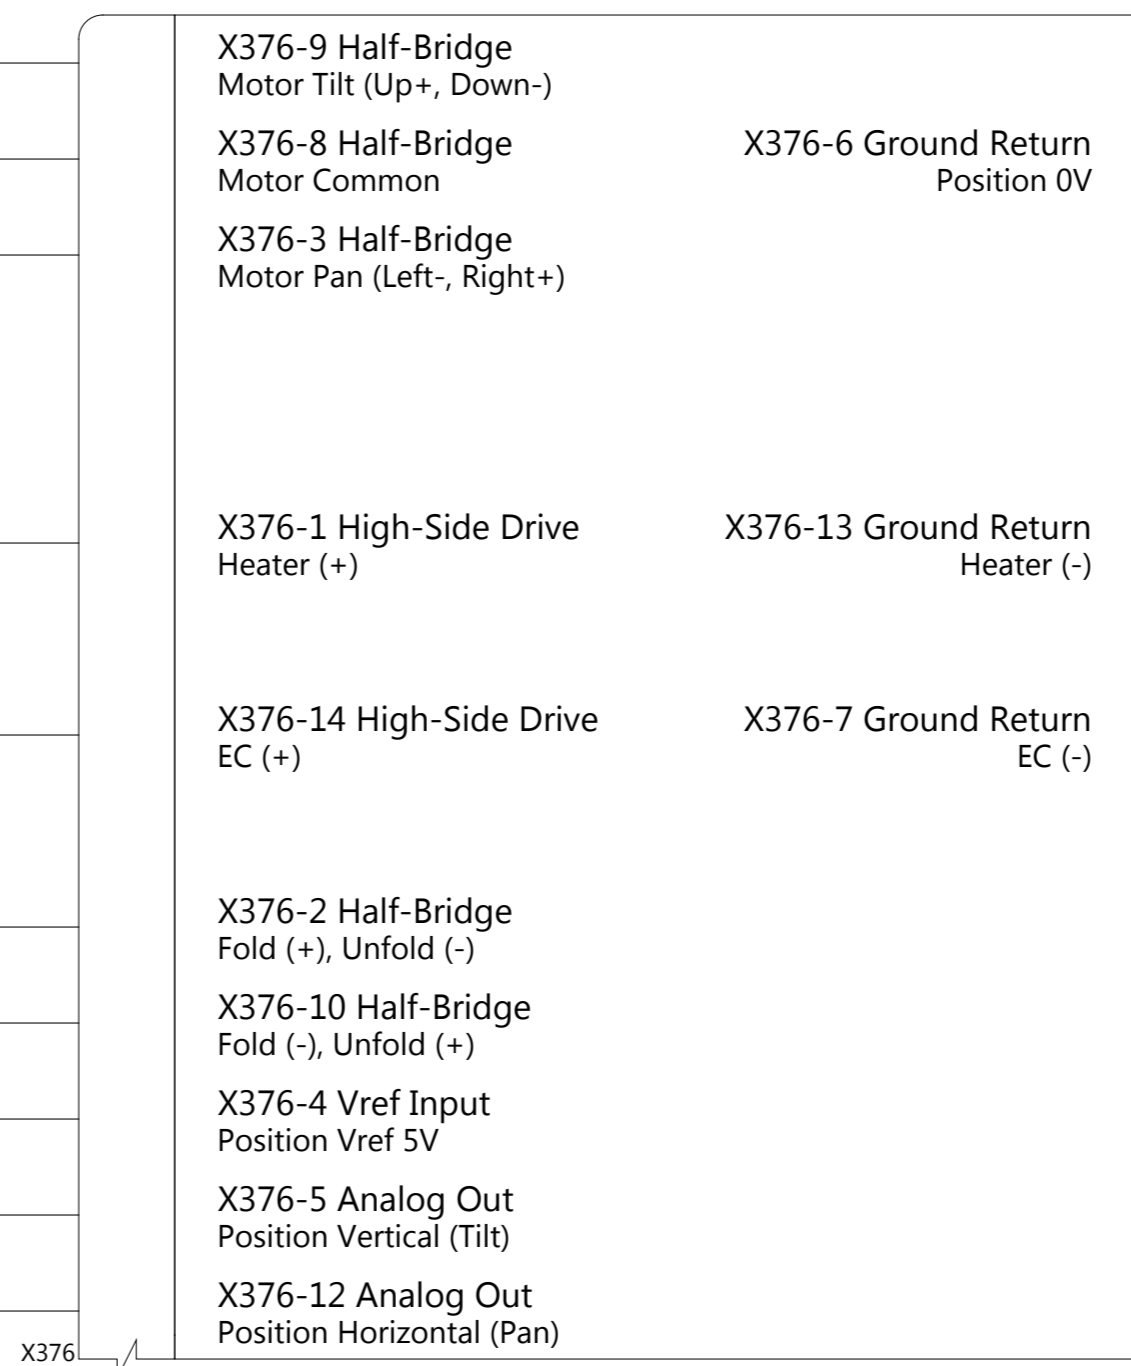 X376-9 Half-Bridge
Motor Tilt (Up+, Down-)
X376-8 Half-Bridge
Motor Common
X376-6 Ground Return
Position 0V
X376-3 Half-Bridge
Motor Pan (Left-, Right+)
X376-1 High-Side Drive
Heater (+)
X376-13 Ground Return
Heater (-)
X376-14 High-Side Drive
EC (+)
X376-7 Ground Return
EC (-)
X376-2 Half-Bridge
Fold (+), Unfold (-)
X376-10 Half-Bridge
Fold (-), Unfold (+)
X376-4 Vref Input
Position Vref 5V
X376-5 Analog Out
Position Vertical (Tilt)
X376-12 Analog Out
Position Horizontal (Pan)
X376